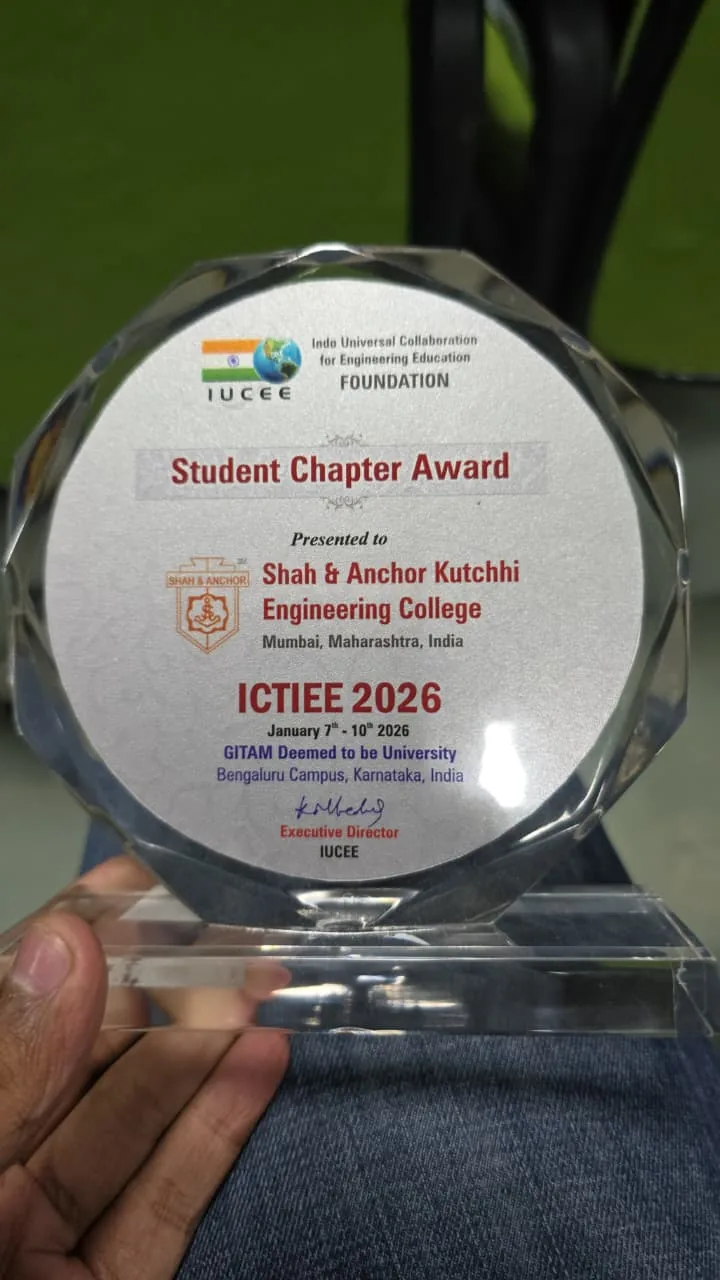 Indo Universal Collaboration
for Engineering Education
FOUNDATION
IUCEE
Student Chapter Award
Presented to
SHAH & ANCHOR
Shah & Anchor Kutchhi
Engineering College
Mumbai, Maharashtra, India
ICTIEE 2026
January 7th - 10th 2026
GITAM Deemed to be University
Bengaluru Campus, Karnataka, India
Executive Director
IUCEE